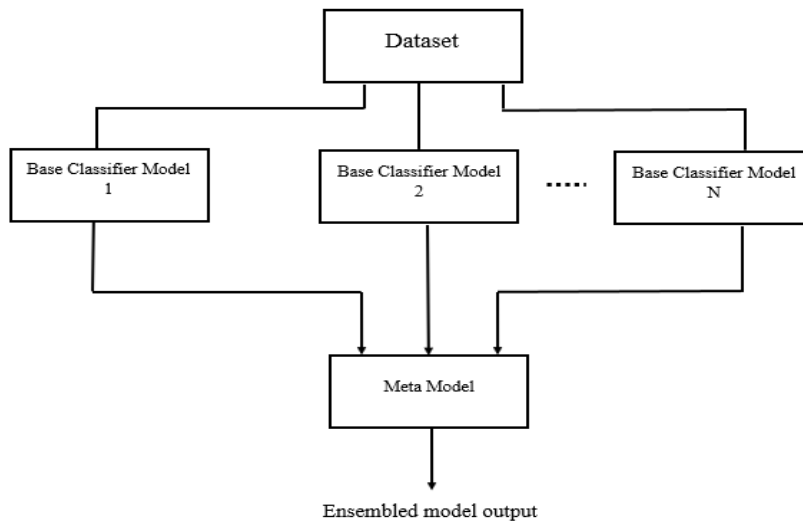 Dataset
Base Classifier Model
1
Base Classifier Model
2
Base Classifier Model
N
Meta Model
Ensembled model output